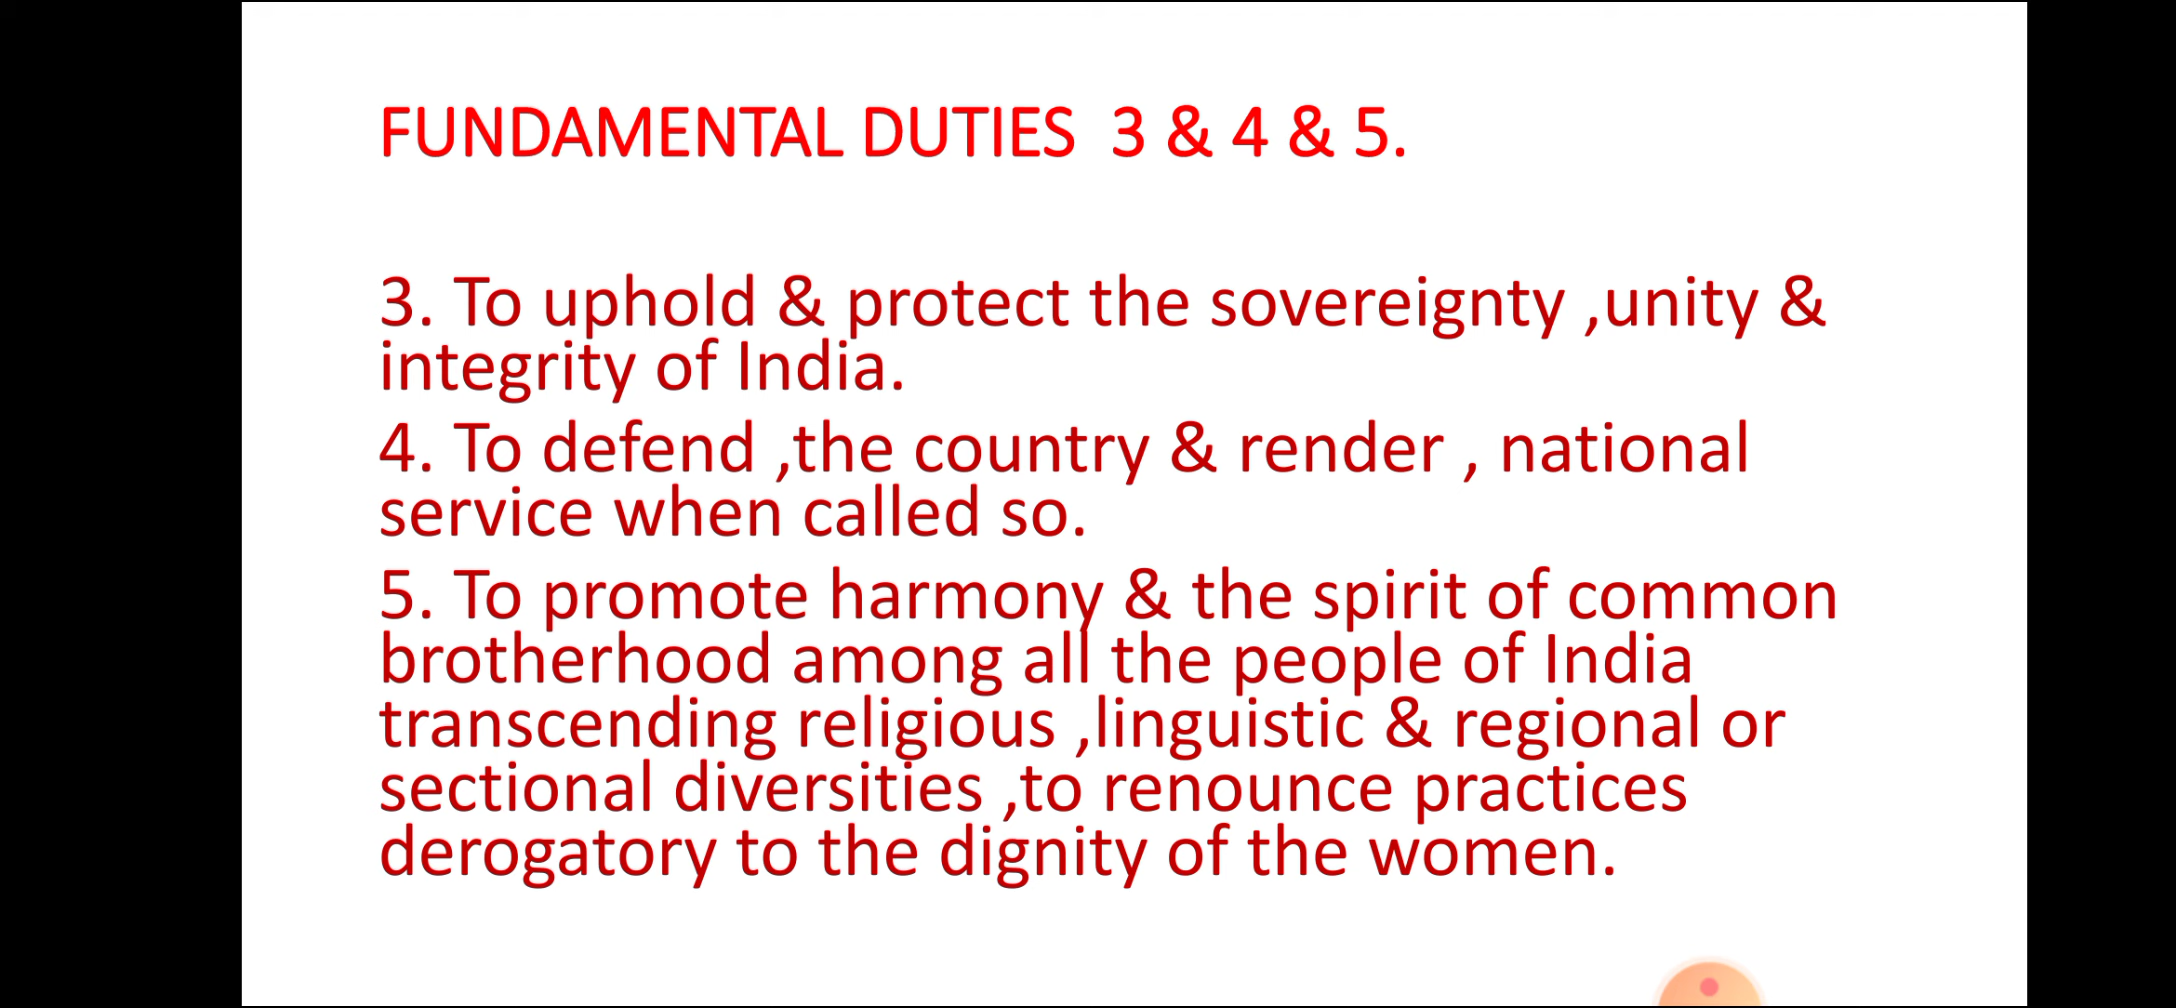 FUNDAMENTAL DUTIES  3 & 4 & 5.
3. To uphold & protect the sovereignty ,unity &
integrity of India.
4. To defend ,the country & render , national
service when called so.
5. To promote harmony & the spirit of common
brotherhood among all the people of India
transcending religious ,linguistic & regional or
sectional diversities ,to renounce practices
derogatory to the dignity of the women.